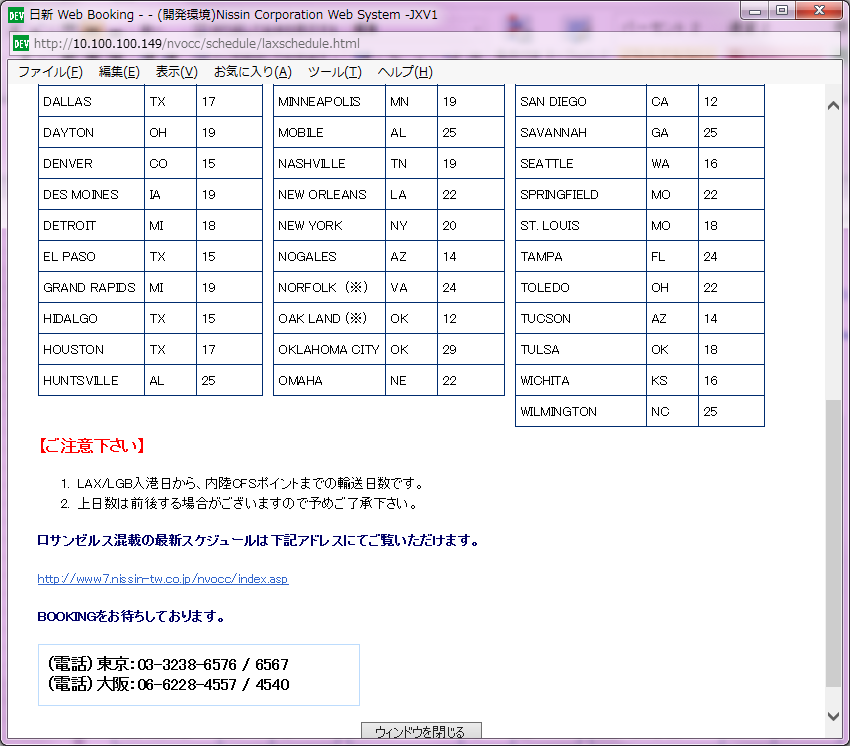 日新 Web Booking - - (開発環境)Nissin Corporation Web System -JXV1
http://10.100.100.149/nvocc/schedule/laxschedule.html
ファイル(F) 編集(E) 表示(V) お気に入り(A) ツール(T) ヘルプ(H)
DALLAS TX 17 MINNEAPOLIS MN 19 SAN DIEGO CA 12
DAYTON OH 19 MOBILE AL 25 SAVANNAH GA 25
DENVER CO 15 NASHVILLE TN 19 SEATTLE WA 16
DES MOINES IA 19 NEW ORLEANS LA 22 SPRINGFIELD MO 22
DETROIT MI 18 NEW YORK NY 20 ST. LOUIS MO 18
EL PASO TX 15 NOGALES AZ 14 TAMPA FL 24
GRAND RAPIDS MI 19 NORFOLK (※) VA 24 TOLEDO OH 22
HIDALGO TX 15 OAK LAND (※) OK 12 TUCSON AZ 14
HOUSTON TX 17 OKLAHOMA CITY OK 29 TULSA OK 18
HUNTSVILLE AL 25 OMAHA NE 22 WICHITA KS 16
WILMINGTON NC 25
【ご注意下さい】
1. LAX/LGB入港日から、内陸CFSポイントまでの輸送日数です。
2. 上日数は前後する場合がございますので予めご了承下さい。
ロサンゼルス混載の最新スケジュールは下記アドレスにてご覧いただけます。
http://www7.nissin-tw.co.jp/nvocc/index.asp
BOOKINGをお待ちしております。
(電話) 東京：03-3238-6576 / 6567
(電話) 大阪：06-6228-4557 / 4540
ウィンドウを閉じる